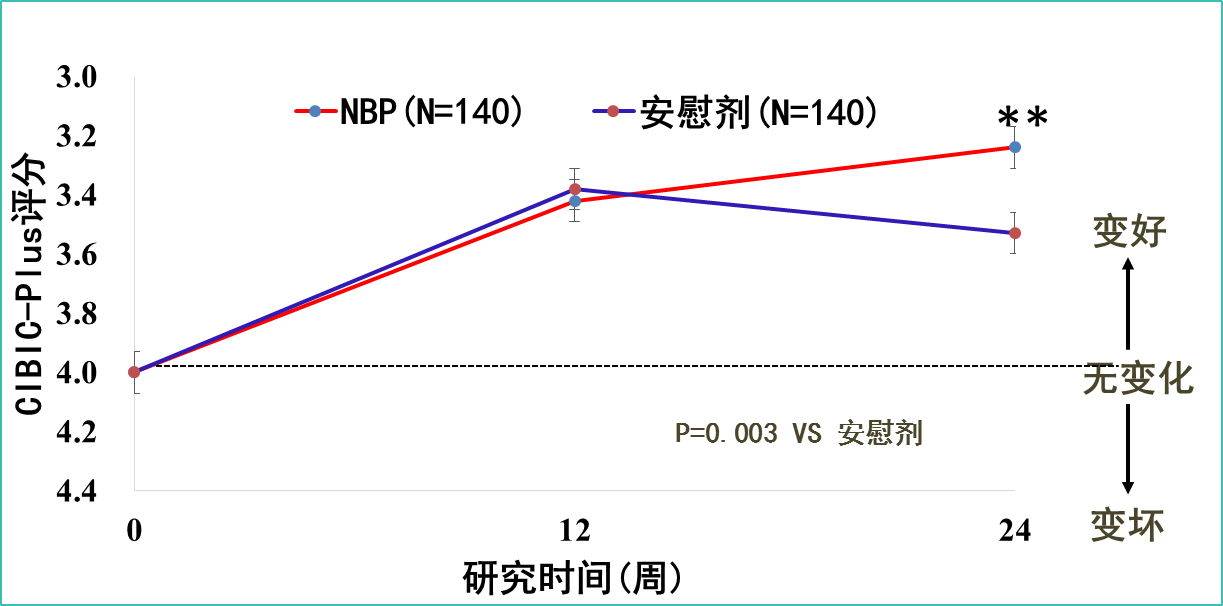 NBP(N=140)
安慰剂(N=140)
**
CIBIC-Plus评分
3.0
3.2
3.4
3.6
3.8
4.0
4.2
4.4
变好
无变化
变坏
P=0.003 VS 安慰剂
0
12
24
研究时间(周)